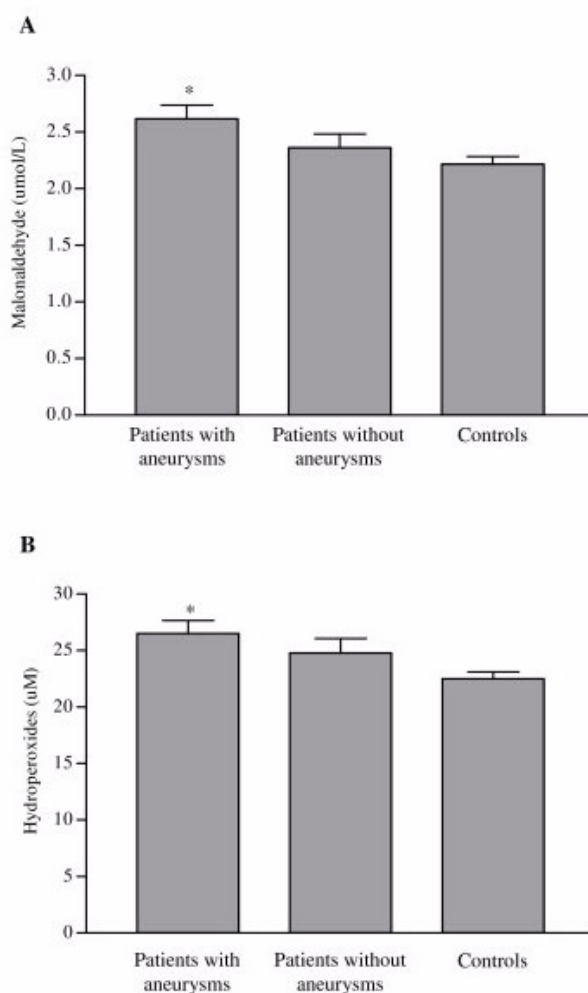 A
Malonaldehyde (umol/L)
3.0
*
2.5
2.0
1.5
1.0
0.5
0.0
Patients with
aneurysms
Patients without
aneurysms
Controls
B
Hydroperoxides (uM)
30
*
25
20
15
10
5
0
Patients with
aneurysms
Patients without
aneurysms
Controls